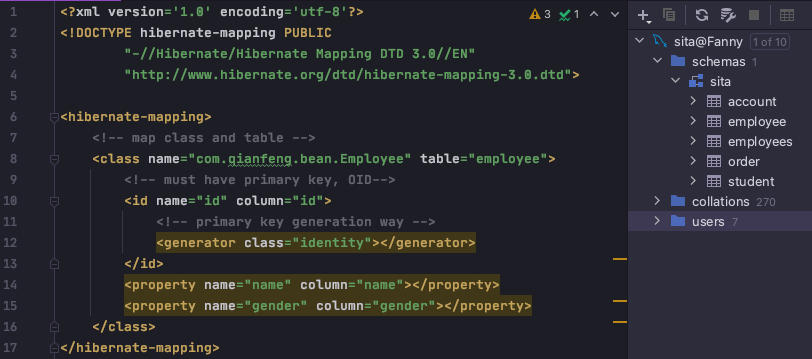 1 <?xml version='1.0' encoding='utf-8'?>
2 <!DOCTYPE hibernate-mapping PUBLIC
3 "-//Hibernate/Hibernate Mapping DTD 3.0//EN"
4 "http://www.hibernate.org/dtd/hibernate-mapping-3.0.dtd">
5
6 <hibernate-mapping>
7 <!-- map class and table -->
8 <class name="com.qianfeng.bean.Employee" table="employee">
9 <!-- must have primary key, OID-->
10 <id name="id" column="id">
11 <!-- primary key generation way -->
12 <generator class="identity"></generator>
13 </id>
14 <property name="name" column="name"></property>
15 <property name="gender" column="gender"></property>
16 </class>
17 </hibernate-mapping>
3 1
sita@Fanny 1 of 10
schemas 1
sita
account
employee
employees
order
student
collations 270
users 7